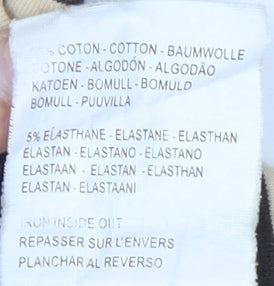 % COTON - COTTON - BAUMWOLLE
COTONE - ALGODÓN - ALGODÃO
KATOEN - BOMULL - BOMULD
BOMULL - PUUVILLA
5% ELASTHANE - ELASTANE - ELASTHAN
ELASTAN - ELASTANO - ELASTANO
ELASTAAN - ELASTAN - ELASTHAN
ELASTAN - ELASTAANI
IRON INSIDE OUT
REPASSER SUR L'ENVERS
PLANCHAR AL REVERSO